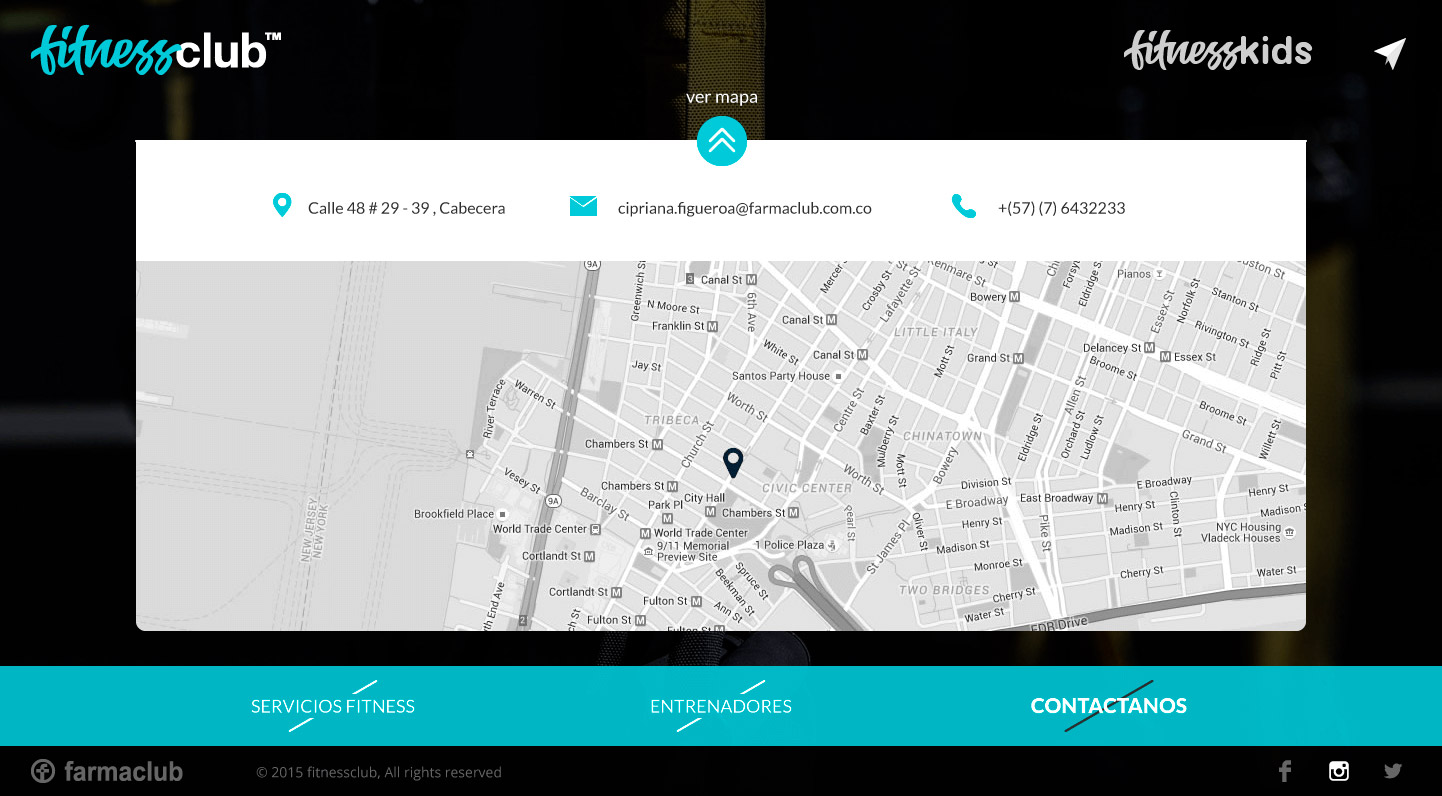 fitnessclub™
fitnesskids
ver mapa
Calle 48 # 29 - 39 , Cabecera
cipriana.figueroa@farmaclub.com.co
+(57) (7) 6432233
9A
Greenwich St
3 Canal St M
6th Ave
Mercer St
Crosby St
Lafayette St
Kenmare St
Pianos
Forsyth
Eldridge St
Essex St
Norfolk St
Stanton St
Houston St
Bowery M
N Moore St
Franklin St M
Canal St M
LITTLE ITALY
Rivington St
Ridge St
Pitt St
White St
Canal St M
Mott St
Grand St M
Delancey St M
M Essex St
Broome St
Jay St
Santos Party House
Warren St
River Terrace
Worth St
Centre St
Baxter St
Mulberry St
Allen St
Broome St
TRIBECA
Church St
CHINATOWN
Eldridge St
Orchard St
Ludlow St
Grand St
Willett St
Chambers St M
Bowery
Mott St
Vesey St
Chambers St M
CIVIC CENTER
Worth St
Division St
E Broadway
9A
Barclay St
City Hall
Park Pl
M
M
Chambers St M
Pearl St
E Broadway
East Broadway M
Clinton St
Henry St
Brookfield Place
World Trade Center
M World Trade Center
9/11 Memorial
Preview Site
1 Police Plaza
St James Pl
Oliver St
Henry St
Pike St
Madison St
Madison St
NYC Housing
Vladeck Houses
NEW JERSEY
NEW YORK
Cortlandt St M
Madison St
Monroe St
Cherry St
Water St
Spruce St
Beekman St
Cortlandt St M
Fulton St M
Ann St
TWO BRIDGES
Cherry St
Water St
th End Ave
Fulton St M
Fulton St M
FDR Drive
SERVICIOS FITNESS
ENTRENADORES
CONTACTANOS
farmaclub
© 2015 fitnessclub, All rights reserved